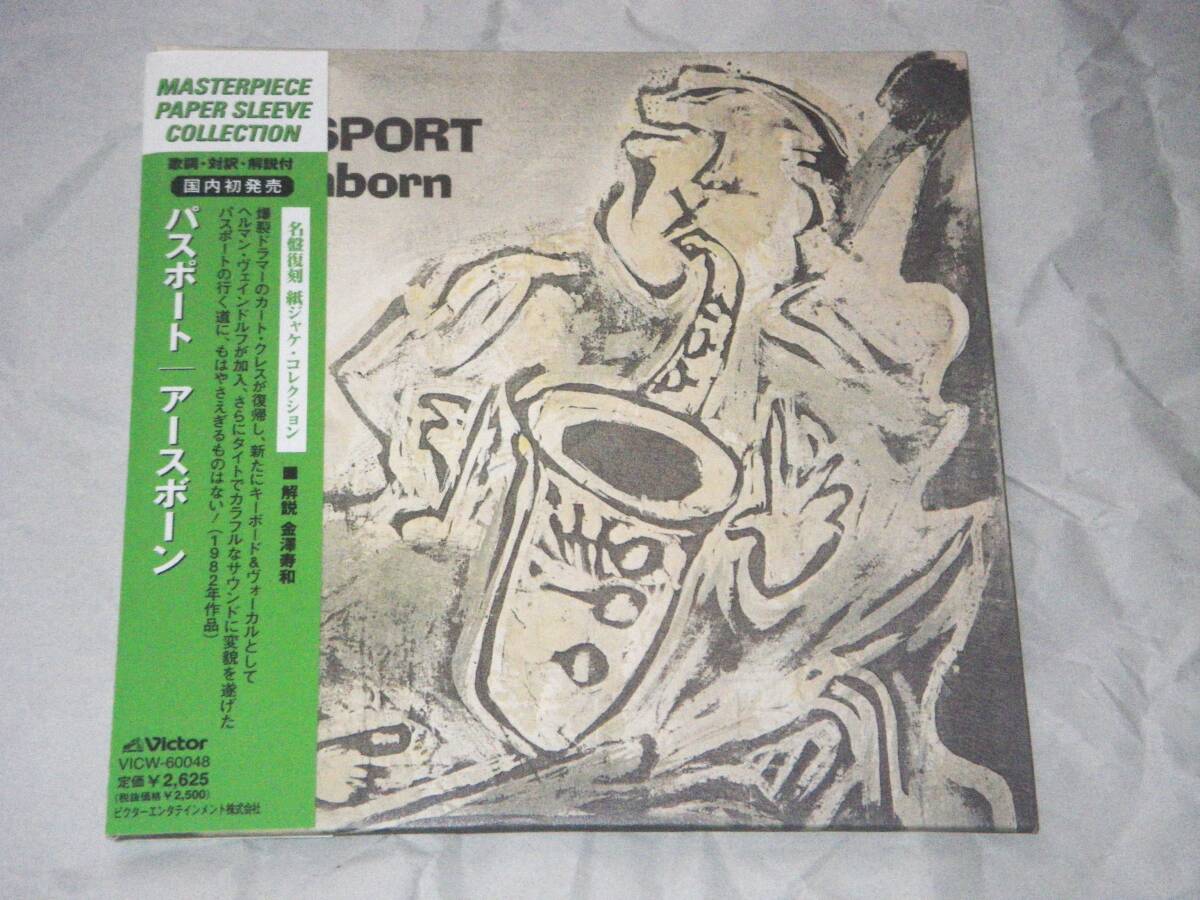 MASTERPIECE
PAPER SLEEVE
COLLECTION
歌詞・対訳・解説付
国内初発売
パスポート | アースボーン
名盤復刻 紙ジャケ・コレクション
■ 解説 金澤寿和
爆裂ドラマーのカート・クレスが復帰し、新たにキーボード&ヴォーカルとして
ヘルマン・ヴェインドルフが加入、さらにタイトでカラフルなサウンドに変貌を遂げた
パスポートの行く道に、もはやさえぎるものはない!(1982年作品)
Victor
VICW-60048
定価¥2,625
(税抜価格¥2,500)
ビクターエンタテインメント株式会社
SPORT
hborn